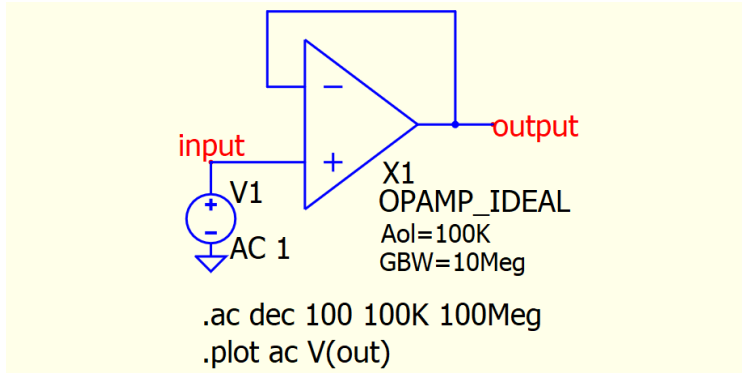 −
output
input
+
X1
V1
OPAMP_IDEAL
+
Aol=100K
−
AC 1
GBW=10Meg
.ac dec 100 100K 100Meg
.plot ac V(out)